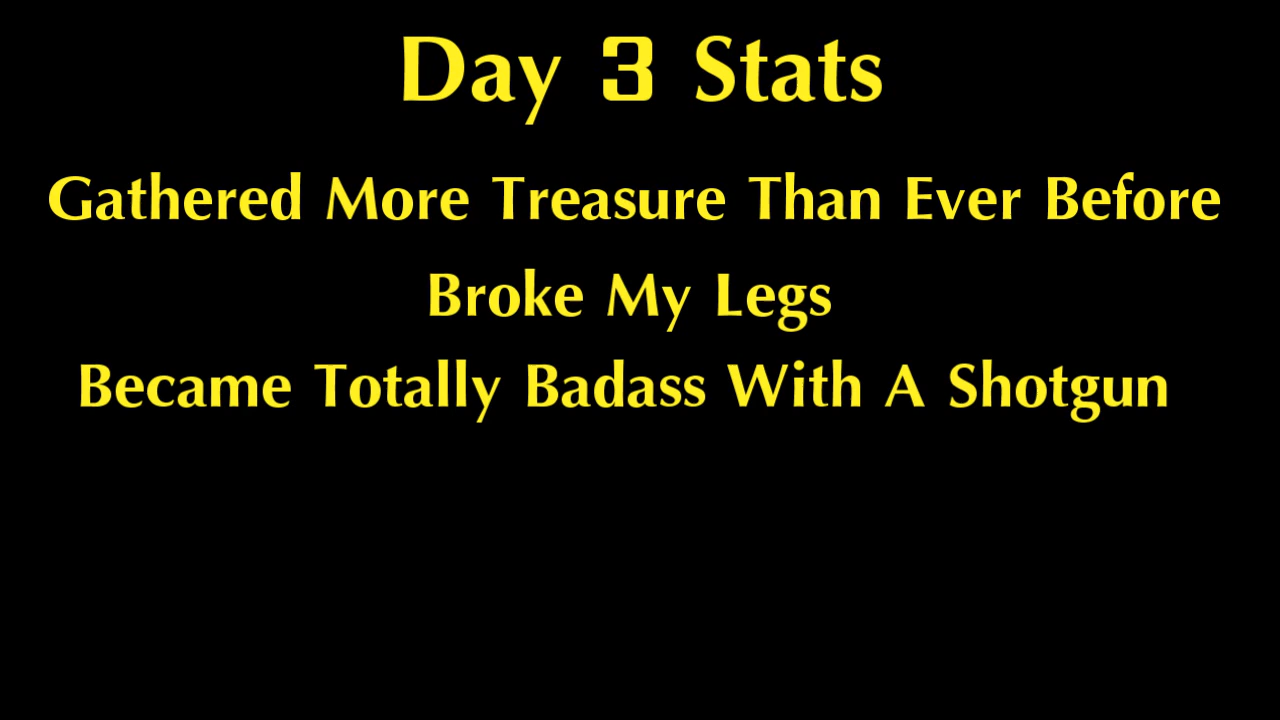 Day 3 Stats
Gathered More Treasure Than Ever Before
Broke My Legs
Became Totally Badass With A Shotgun